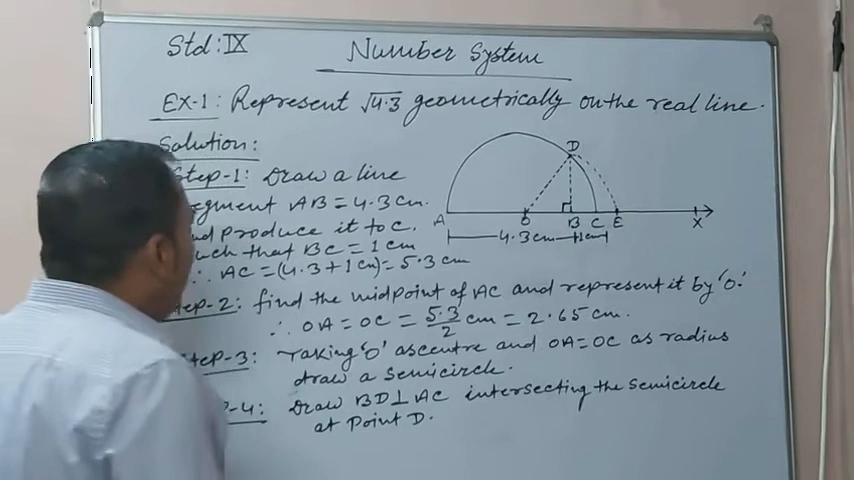 Std: IX
Number System
EX-1: Represent √4.3 geometrically on the real line.
Solution:
Step-1: Draw a line
segment AB = 4.3 cm.
and produce it to C.
such that BC = 1 cm
∴ AC = (4.3 + 1 cm) = 5.3 cm
A O B C E X
D
4.3 cm 1cm
Step-2: find the midpoint of AC and represent it by 'O'.
∴ OA = OC = 5.3/2 cm = 2.65 cm.
Step-3: Taking 'O' as centre and OA = OC as radius
draw a semicircle.
P-4: Draw BD ⊥ AC intersecting the semicircle
at Point D.